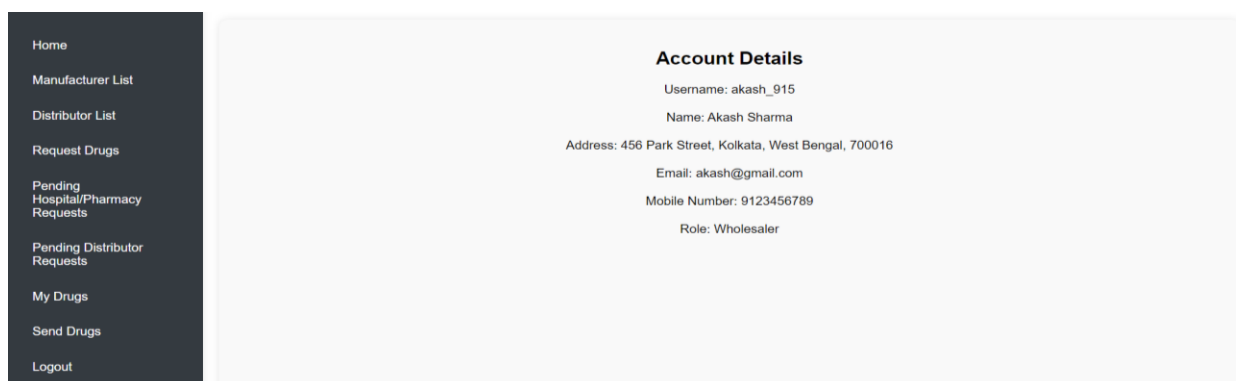 Home
Manufacturer List
Distributor List
Request Drugs
Pending
Hospital/Pharmacy
Requests
Pending Distributor
Requests
My Drugs
Send Drugs
Logout
Account Details
Username: akash_915
Name: Akash Sharma
Address: 456 Park Street, Kolkata, West Bengal, 700016
Email: akash@gmail.com
Mobile Number: 9123456789
Role: Wholesaler